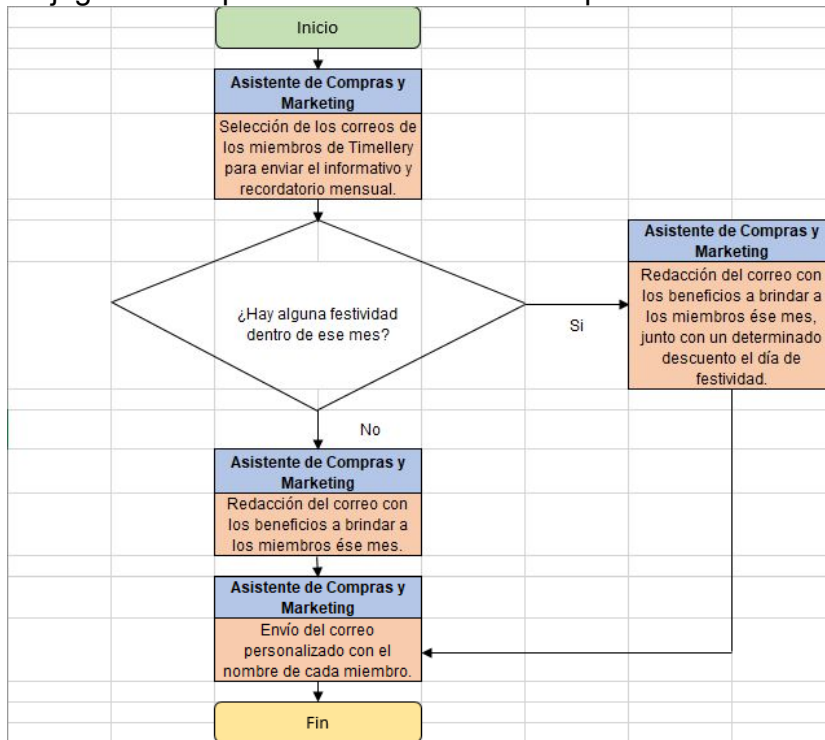 Inicio
Asistente de Compras y
Marketing
Selección de los correos de
los miembros de Timellery
para enviar el informativo y
recordatorio mensual.
¿Hay alguna festividad
dentro de ese mes?
Si
Asistente de Compras y
Marketing
Redacción del correo con
los beneficios a brindar a
los miembros ése mes,
junto con un determinado
descuento el día de
festividad.
No
Asistente de Compras y
Marketing
Redacción del correo con
los beneficios a brindar a
los miembros ése mes.
Asistente de Compras y
Marketing
Envío del correo
personalizado con el
nombre de cada miembro.
Fin